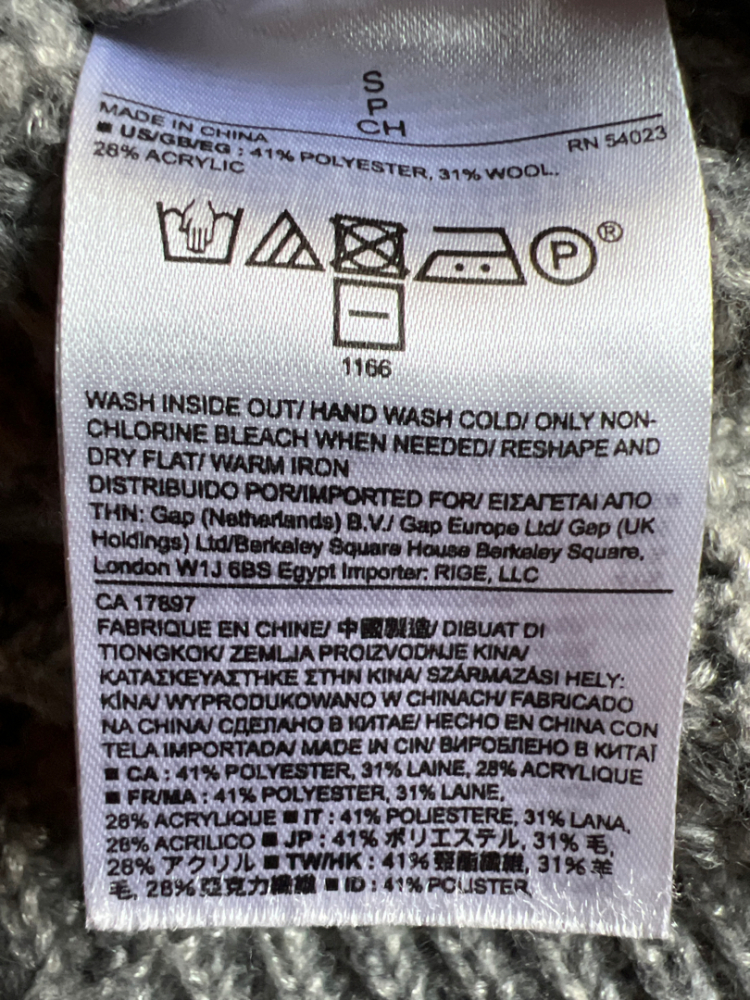 S
P
CH
MADE IN CHINA
RN 54023
■ US/GB/EG : 41% POLYESTER, 31% WOOL,
28% ACRYLIC
P ®
1166
WASH INSIDE OUT/ HAND WASH COLD/ ONLY NON-
CHLORINE BLEACH WHEN NEEDED/ RESHAPE AND
DRY FLAT/ WARM IRON
DISTRIBUIDO POR/IMPORTED FOR/ ΕΙΣΑΓΕΤΑΙ ΑΠΟ
ΤΗΝ: Gap (Netherlands) B.V./ Gap Europe Ltd/ Gap (UK
Holdings) Ltd/Berkeley Square House Berkeley Square,
London W1J 6BS Egypt Importer: RIGE, LLC
CA 17897
FABRIQUE EN CHINE/ 中國製造/ DIBUAT DI
TIONGKOK/ ZEMLJA PROIZVODNJE KINA/
ΚΑΤΑΣΚΕΥΑΣΤΗΚΕ ΣΤΗΝ ΚΙΝΑ/ SZÁRMAZÁSI HELY:
KÍNA/ WYPRODUKOWANO W CHINACH/ FABRICADO
NA CHINA/ СДЕЛАНО В КИТАЕ/ HECHO EN CHINA CON
TELA IMPORTADA/ MADE IN CIN/ ВИРОБЛЕНО В КИТАЇ
■ CA : 41% POLYESTER, 31% LAINE, 28% ACRYLIQUE
■ FR/MA : 41% POLYESTER, 31% LAINE,
28% ACRYLIQUE ■ IT : 41% POLIESTERE, 31% LANA,
28% ACRILICO ■ JP : 41% ポリエステル, 31% 毛,
28% アクリル ■ TW/HK : 41% 聚酯纖維, 31% 羊
毛, 28% 亞克力纖維 ■ ID : 41% POLISTER